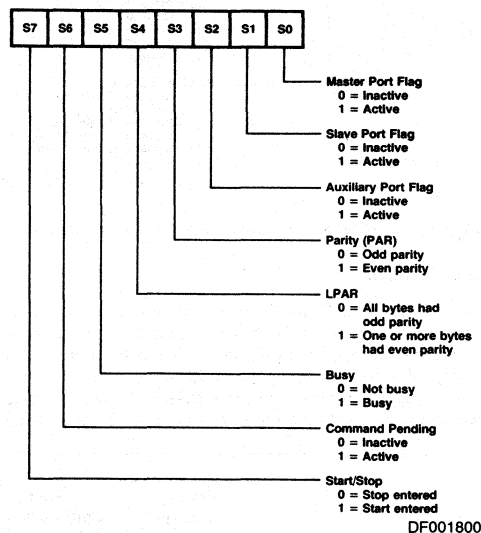 S7 S6 S5 S4 S3 S2 S1 S0
Master Port Flag
0 = Inactive
1 = Active
Slave Port Flag
0 = Inactive
1 = Active
Auxiliary Port Flag
0 = Inactive
1 = Active
Parity (PAR)
0 = Odd parity
1 = Even parity
LPAR
0 = All bytes had
odd parity
1 = One or more bytes
had even parity
Busy
0 = Not busy
1 = Busy
Command Pending
0 = Inactive
1 = Active
Start/Stop
0 = Stop entered
1 = Start entered
DF001800